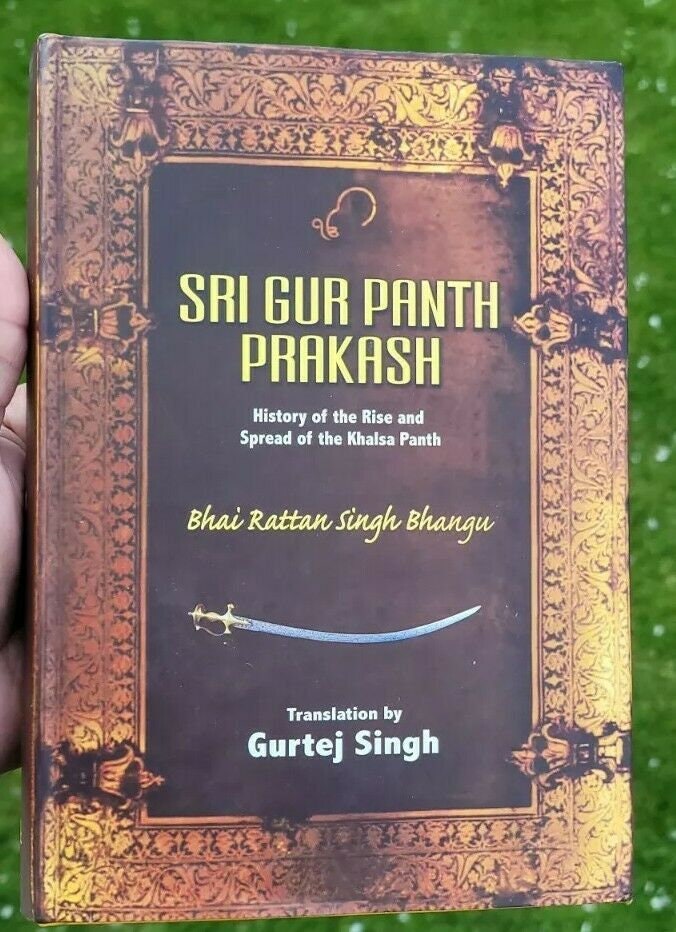 SRI GUR PANTH
PRAKASH
History of the Rise and
Spread of the Khalsa Panth
Bhai Rattan Singh Bhangu
Translation by
Gurtej Singh